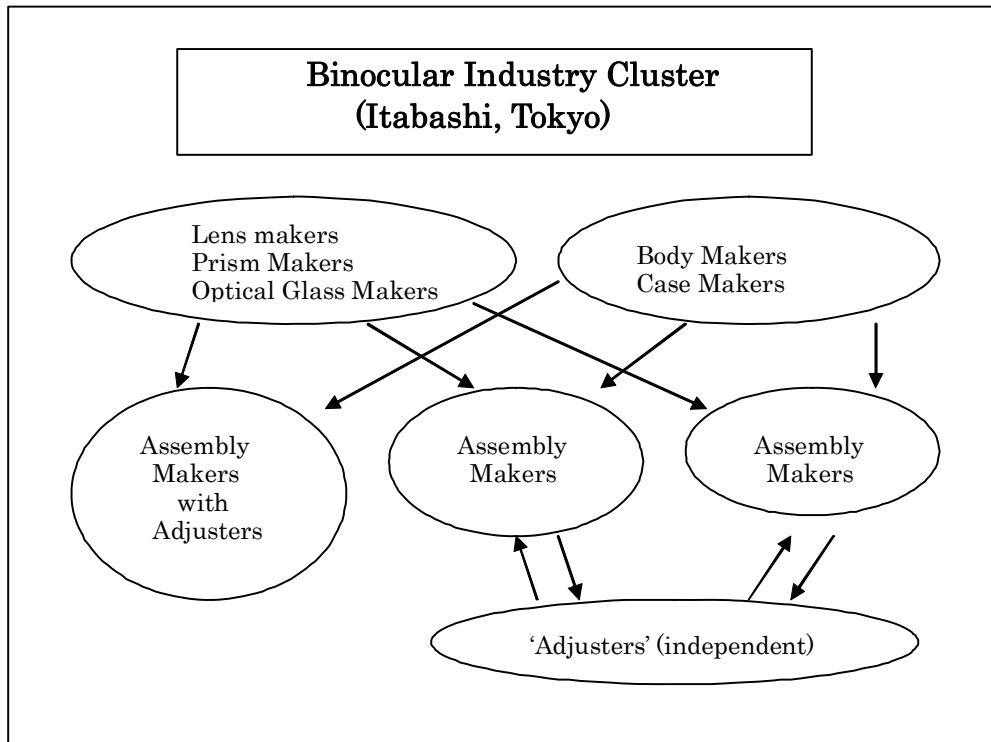 Binocular Industry Cluster
(Itabashi, Tokyo)
Lens makers
Prism Makers
Optical Glass Makers
Body Makers
Case Makers
Assembly
Makers
with
Adjusters
Assembly
Makers
Assembly
Makers
‘Adjusters’ (independent)